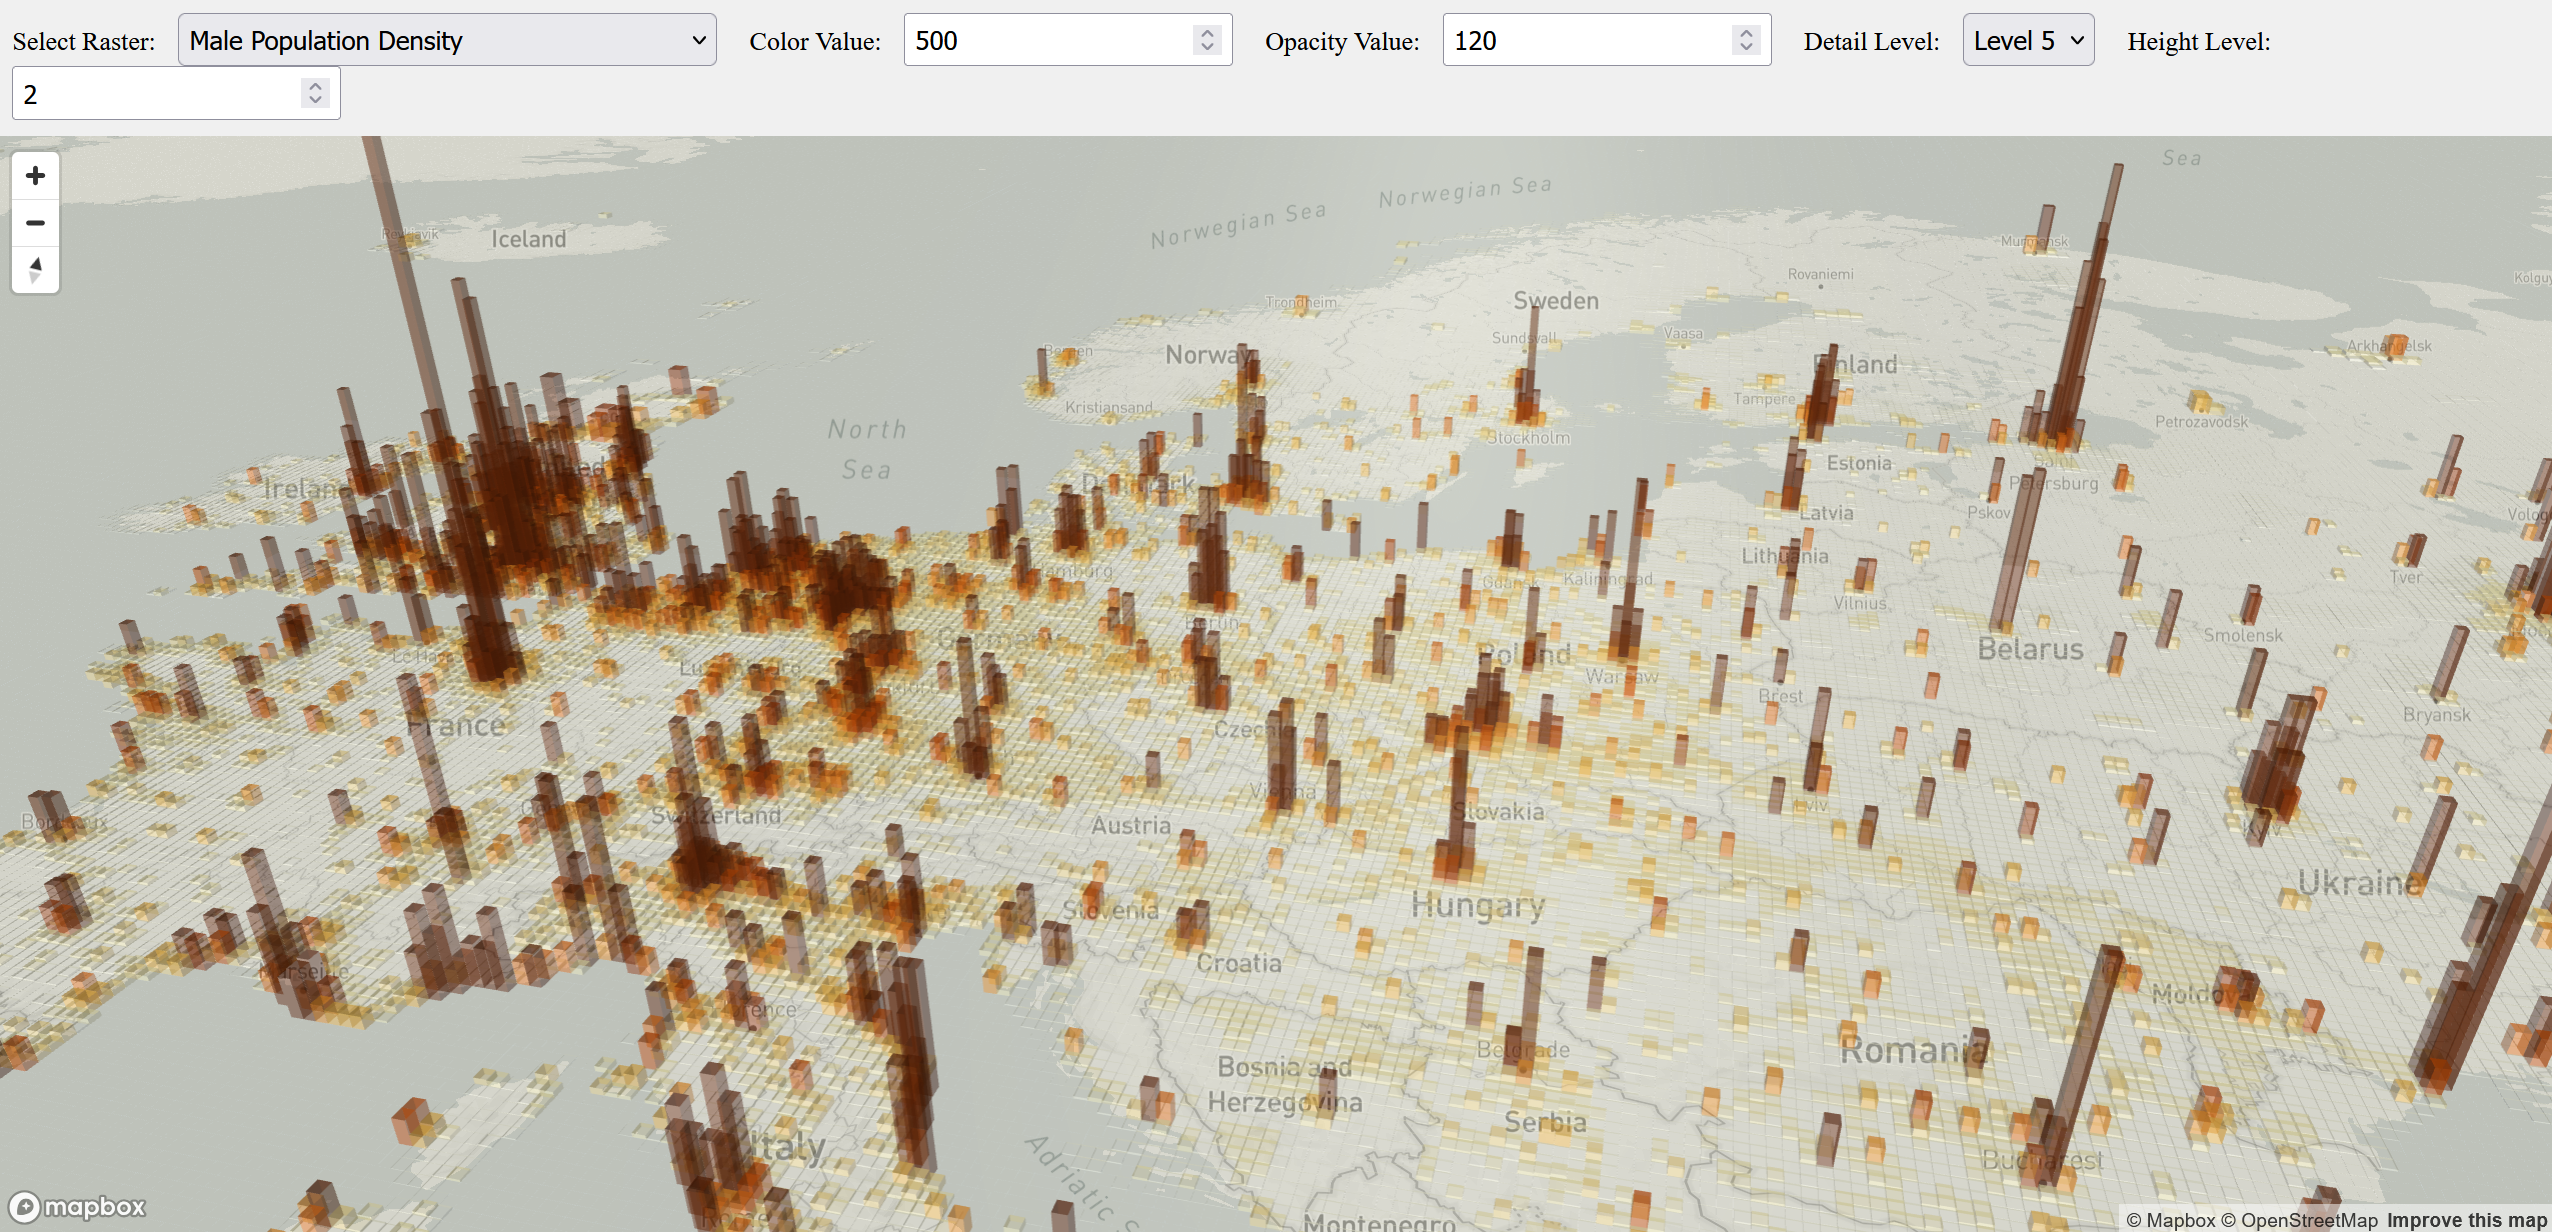 Select Raster: Male Population Density Color Value: 500 Opacity Value: 120 Detail Level: Level 5 Height Level:
2
Sea
Norwegian Sea
Norwegian Sea
Reykjavik
Iceland
Murmansk
Rovaniemi
Kolguy
Trondheim
Sweden
Sundsvall
Vaasa
Arkhangelsk
Bergen
Norway
Finland
Kristiansand
Tampere
Petrozavodsk
North
Sea
Stockholm
Estonia
Saint
Petersburg
Ireland
Denmark
Pskov
Latvia
Volog
Lithuania
Hamburg
Gdansk
Kaliningrad
Tver
Vilnius
Berlin
Smolensk
Germany
Le Havre
Luxembourg
Poland
Belarus
Warsaw
Brest
Bryansk
France
Czechia
Vienna
Lviv
Bordeaux
Switzerland
Slovakia
Austria
Kyiv
Ukraine
Slovenia
Hungary
Croatia
Marseille
Florence
Moldova
Belgrade
Romania
Bosnia and
Herzegovina
Serbia
Italy
Bucharest
Adriatic S
Rome
Montenegro
mapbox
© Mapbox © OpenStreetMap Improve this map